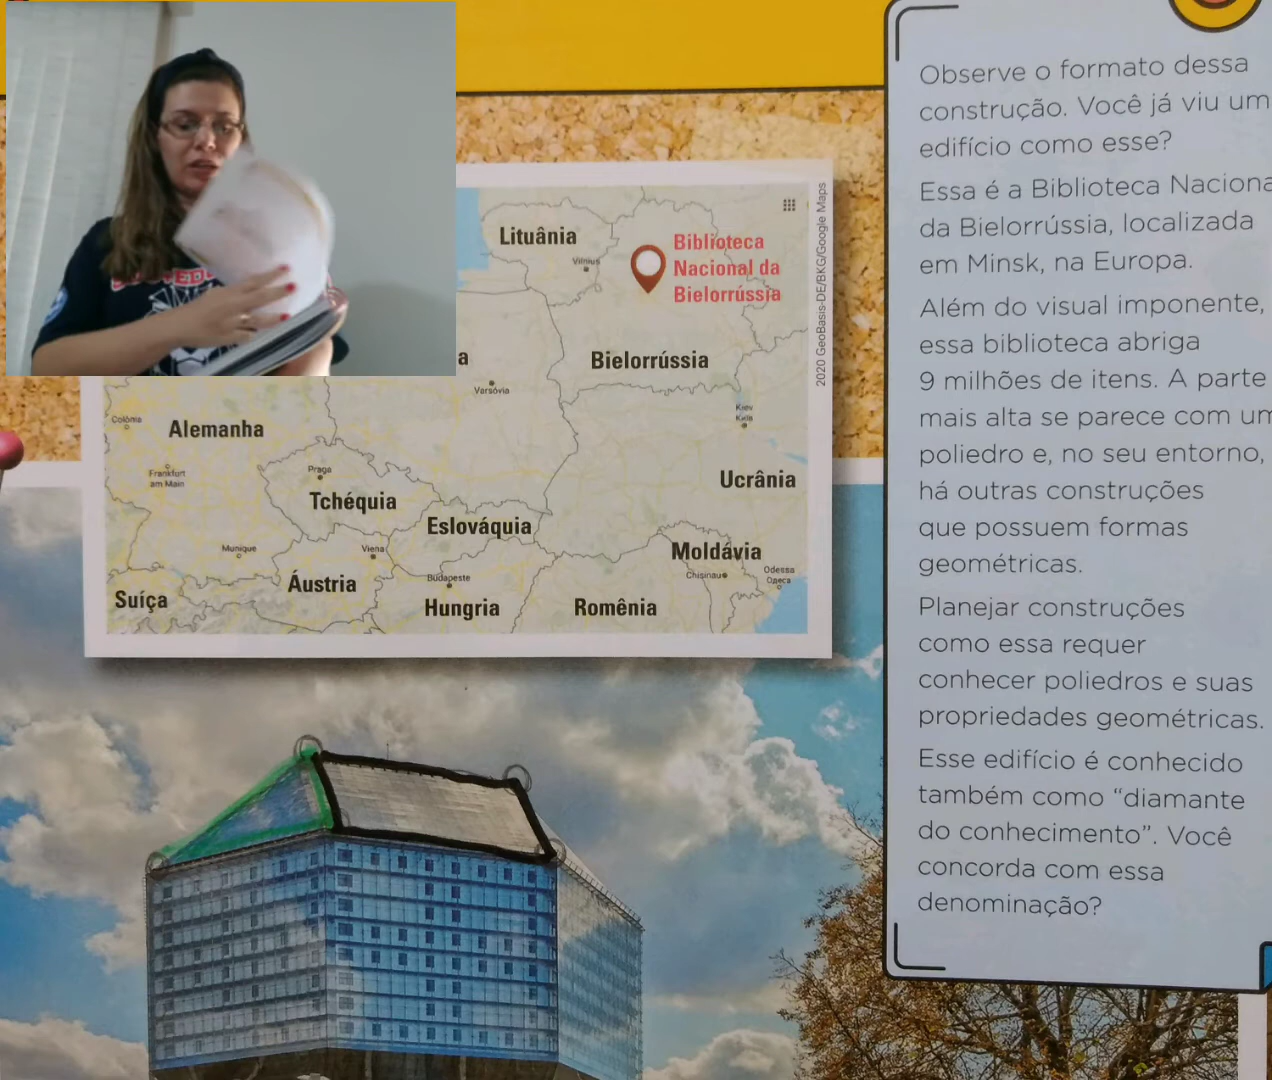 Observe o formato dessa
construção. Você já viu um
edifício como esse?
Essa é a Biblioteca Naciona
da Bielorrússia, localizada
em Minsk, na Europa.
Além do visual imponente,
essa biblioteca abriga
9 milhões de itens. A parte
mais alta se parece com um
poliedro e, no seu entorno,
há outras construções
que possuem formas
geométricas.
Planejar construções
como essa requer
conhecer poliedros e suas
propriedades geométricas.
Esse edifício é conhecido
também como “diamante
do conhecimento”. Você
concorda com essa
denominação?
Lituânia
Vilnius
Biblioteca
Nacional da
Bielorrússia
2020 GeoBasis-DE/BKG/Google Maps
a
Bielorrússia
Varsóvia
Colônia
Alemanha
Kiev
Київ
Frankfurt
am Main
Praga
Tchéquia
Ucrânia
Eslováquia
Munique
Viena
Moldávia
Áustria
Budapeste
Chisinau
Odessa
Одеса
Suíça
Hungria
Romênia